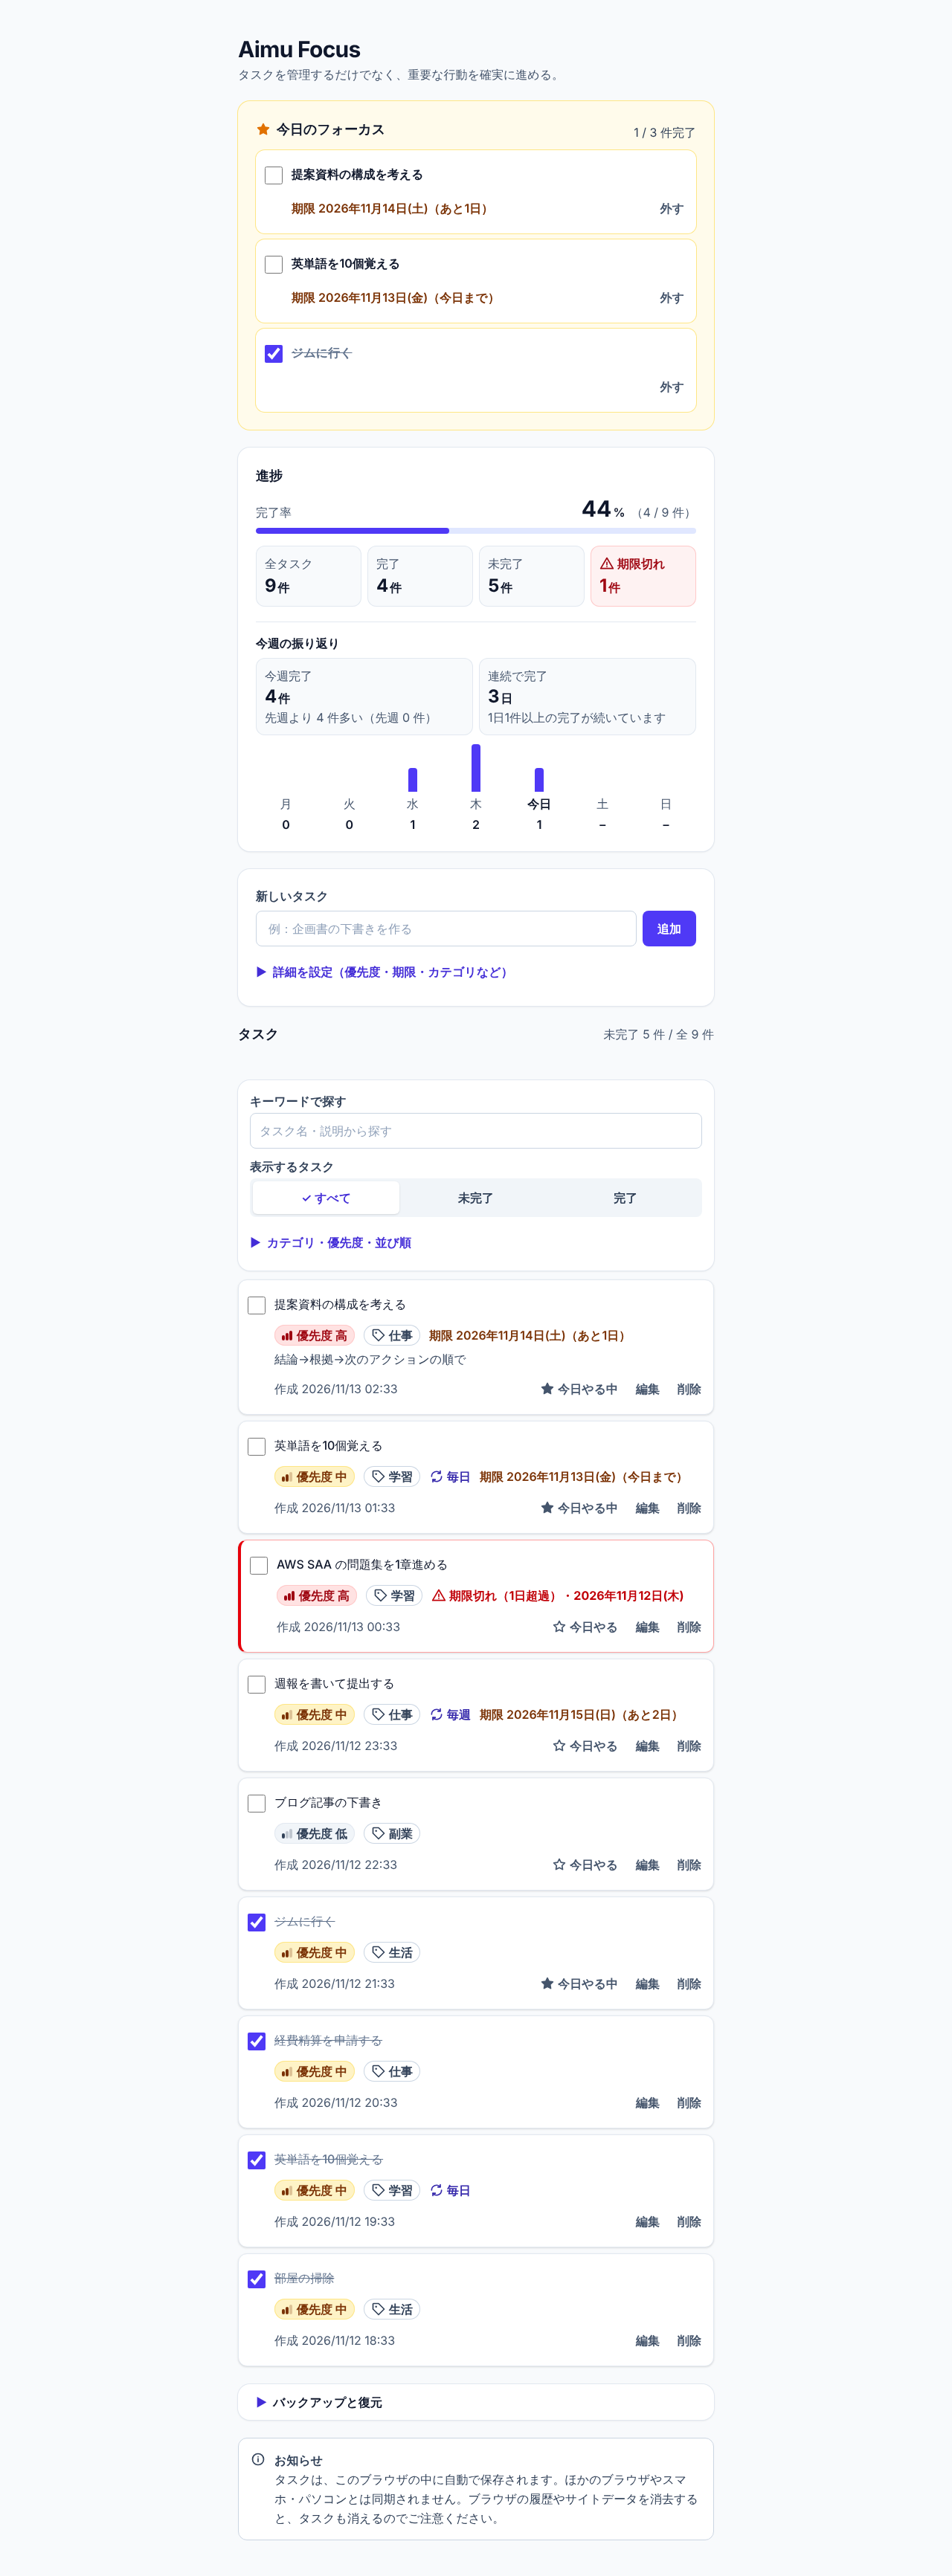 Aimu Focus
タスクを管理するだけでなく、重要な行動を確実に進める。
今日のフォーカス
1 / 3 件完了
提案資料の構成を考える
期限 2026年11月14日(土)（あと1日）
外す
英単語を10個覚える
期限 2026年11月13日(金)（今日まで）
外す
ジムに行く
外す
進捗
完了率
44% （4 / 9 件）
全タスク
9件
完了
4件
未完了
5件
期限切れ
1件
今週の振り返り
今週完了
4件
先週より 4 件多い（先週 0 件）
連続で完了
3日
1日1件以上の完了が続いています
月 火 水 木 今日 土 日
0 0 1 2 1 – –
新しいタスク
例：企画書の下書きを作る
追加
▶ 詳細を設定（優先度・期限・カテゴリなど）
タスク
未完了 5 件 / 全 9 件
キーワードで探す
タスク名・説明から探す
表示するタスク
✓ すべて 未完了 完了
▶ カテゴリ・優先度・並び順
提案資料の構成を考える
優先度 高 仕事 期限 2026年11月14日(土)（あと1日）
結論→根拠→次のアクションの順で
作成 2026/11/13 02:33 ★ 今日やる中 編集 削除
英単語を10個覚える
優先度 中 学習 毎日 期限 2026年11月13日(金)（今日まで）
作成 2026/11/13 01:33 ★ 今日やる中 編集 削除
AWS SAA の問題集を1章進める
優先度 高 学習 期限切れ（1日超過）・2026年11月12日(木)
作成 2026/11/13 00:33 ☆ 今日やる 編集 削除
週報を書いて提出する
優先度 中 仕事 毎週 期限 2026年11月15日(日)（あと2日）
作成 2026/11/12 23:33 ☆ 今日やる 編集 削除
ブログ記事の下書き
優先度 低 副業
作成 2026/11/12 22:33 ☆ 今日やる 編集 削除
ジムに行く
優先度 中 生活
作成 2026/11/12 21:33 ★ 今日やる中 編集 削除
経費精算を申請する
優先度 中 仕事
作成 2026/11/12 20:33 編集 削除
英単語を10個覚える
優先度 中 学習 毎日
作成 2026/11/12 19:33 編集 削除
部屋の掃除
優先度 中 生活
作成 2026/11/12 18:33 編集 削除
▶ バックアップと復元
お知らせ
タスクは、このブラウザの中に自動で保存されます。ほかのブラウザやスマ
ホ・パソコンとは同期されません。ブラウザの履歴やサイトデータを消去する
と、タスクも消えるのでご注意ください。